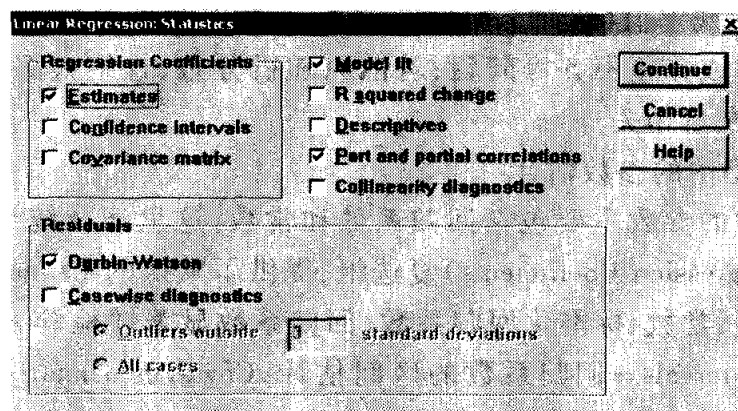 Linear Regression: Statistics
Regression Coefficients
Estimates
Confidence intervals
Covariance matrix
Model fit
R squared change
Descriptives
Part and partial correlations
Collinearity diagnostics
Continue
Cancel
Help
Residuals
Durbin-Watson
Casewise diagnostics
Outliers outside 3 standard deviations
All cases